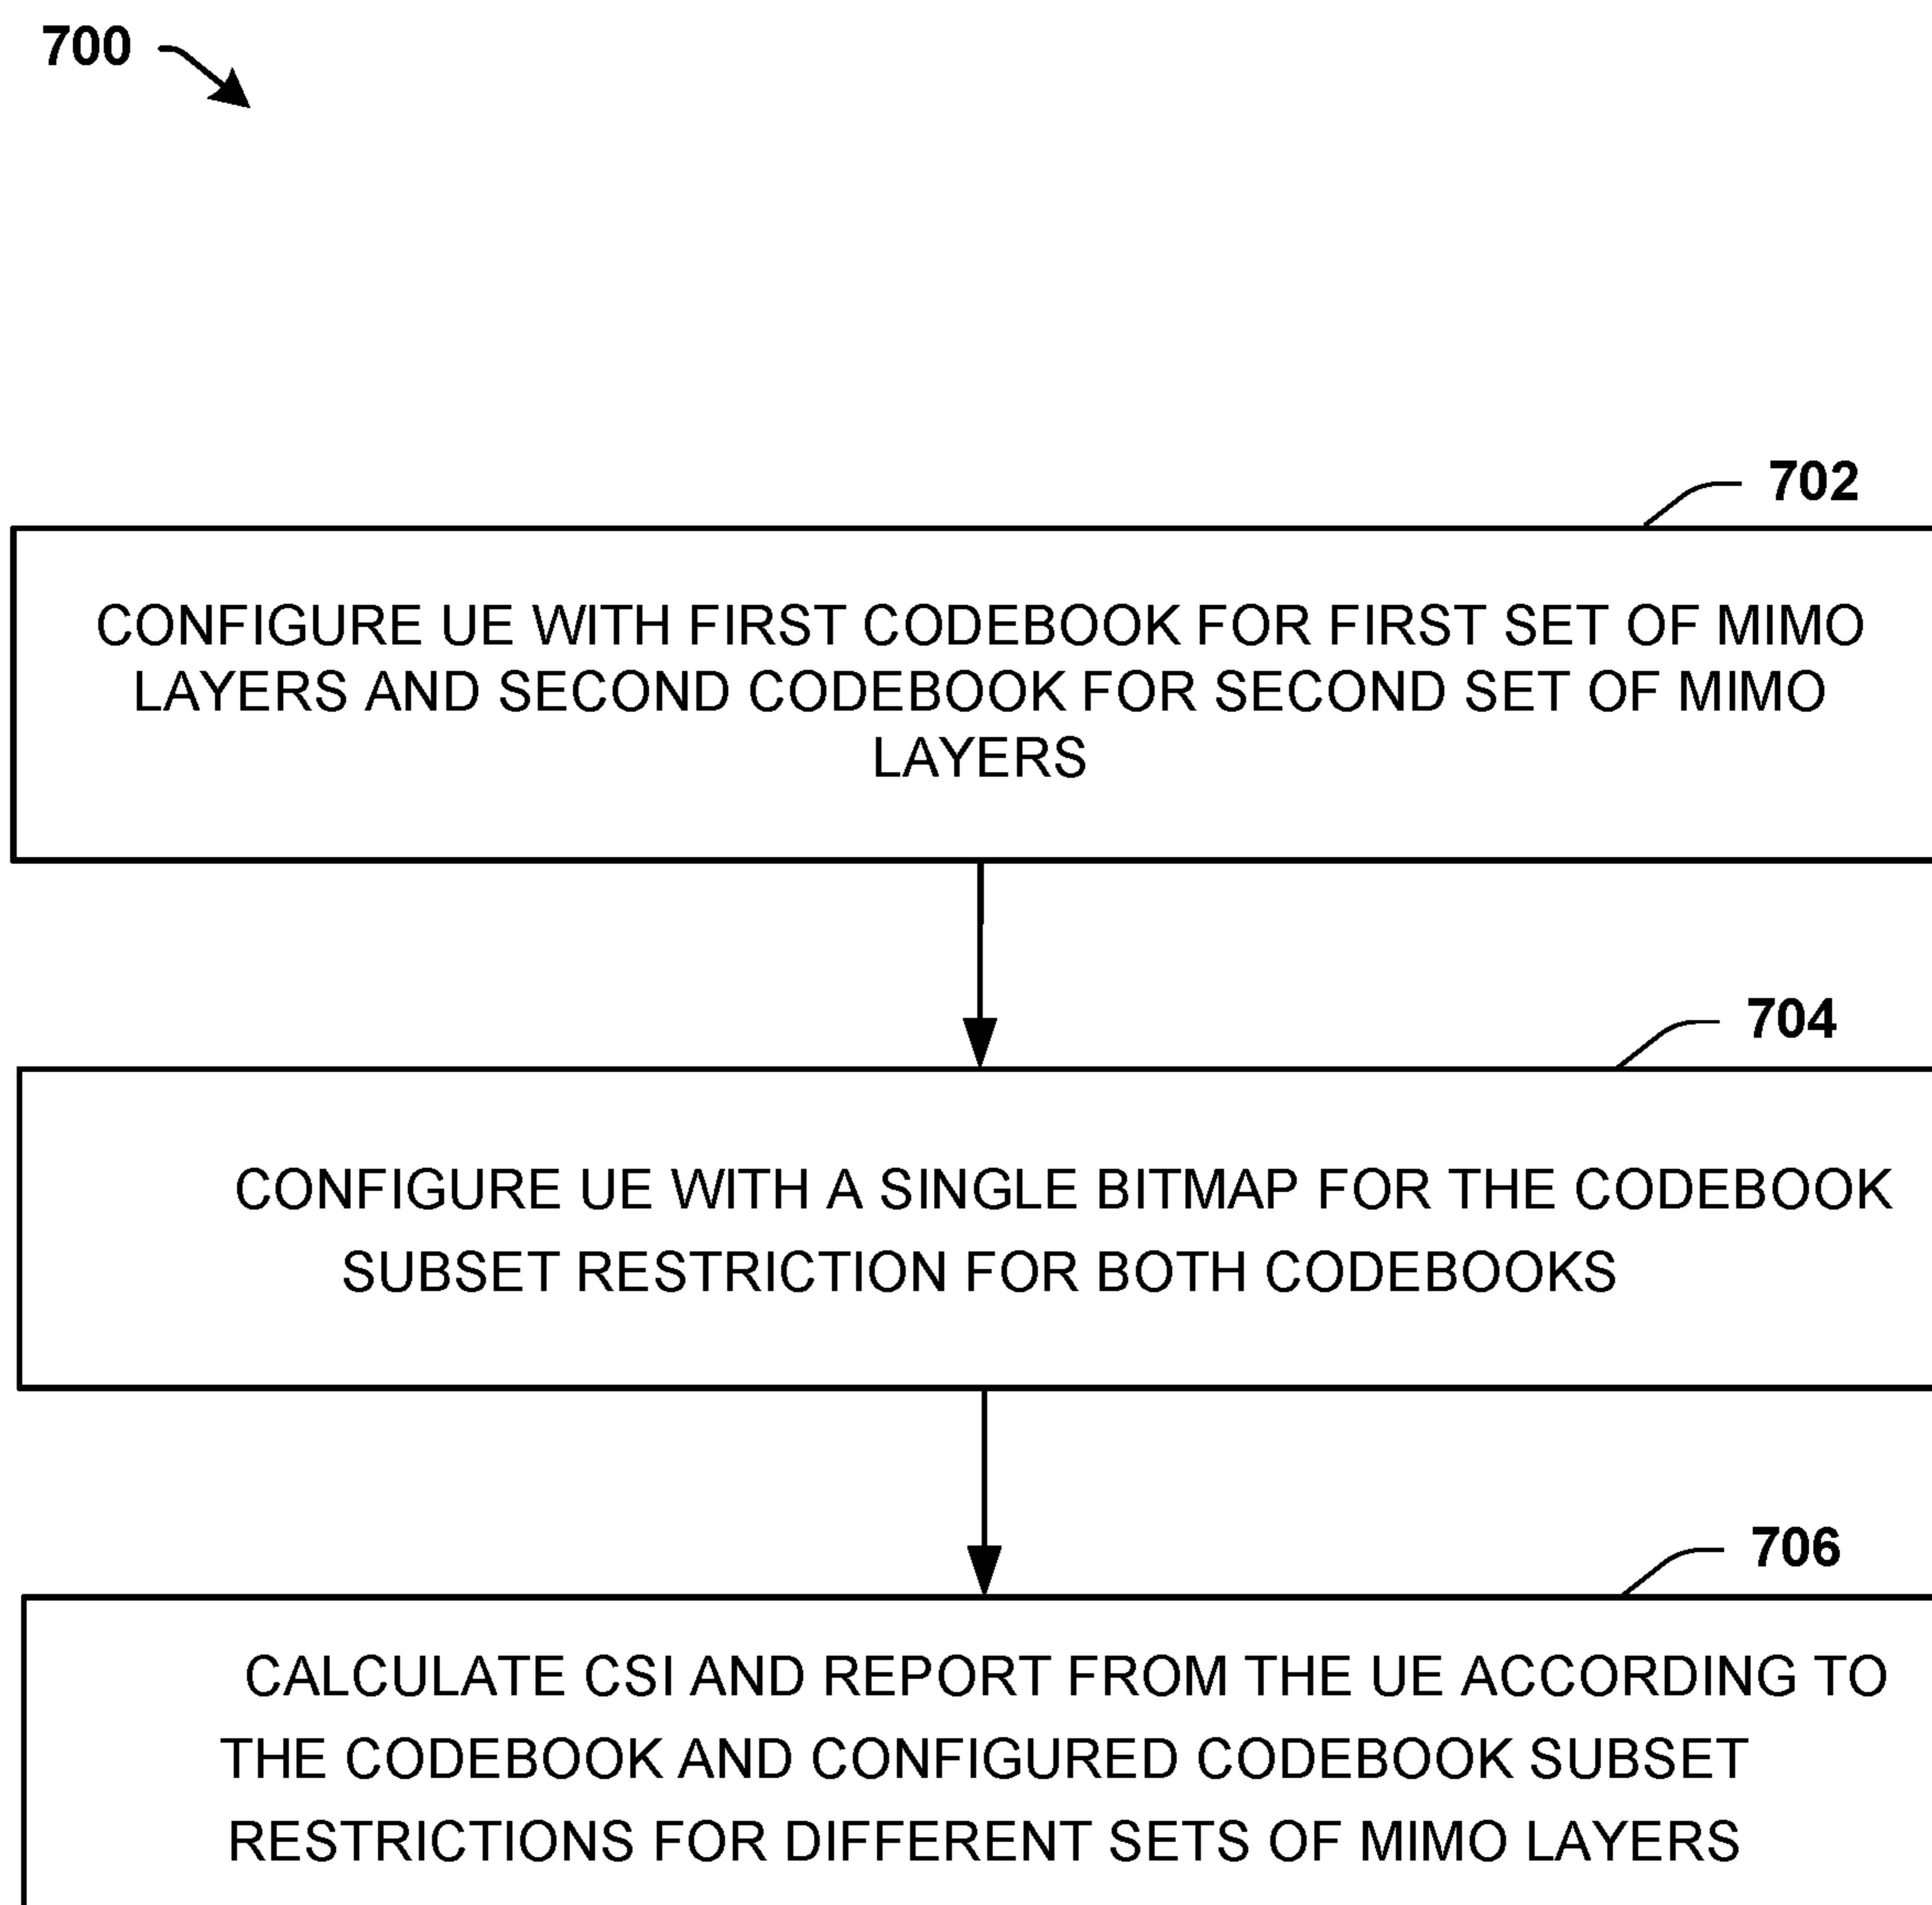 700
702
CONFIGURE UE WITH FIRST CODEBOOK FOR FIRST SET OF MIMO
LAYERS AND SECOND CODEBOOK FOR SECOND SET OF MIMO
LAYERS
704
CONFIGURE UE WITH A SINGLE BITMAP FOR THE CODEBOOK
SUBSET RESTRICTION FOR BOTH CODEBOOKS
706
CALCULATE CSI AND REPORT FROM THE UE ACCORDING TO
THE CODEBOOK AND CONFIGURED CODEBOOK SUBSET
RESTRICTIONS FOR DIFFERENT SETS OF MIMO LAYERS